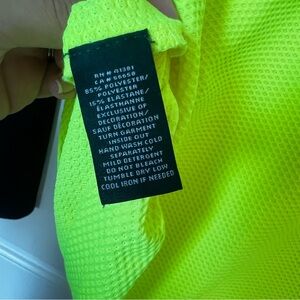 RN # 41381
CA # 56658
85% POLYESTER/
POLYESTER
15% ELASTANE/
ÉLASTHANNE
EXCLUSIVE OF
DECORATION/
SAUF DÉCORATION
TURN GARMENT
INSIDE OUT
HAND WASH COLD
SEPARATELY
MILD DETERGENT
DO NOT BLEACH
TUMBLE DRY LOW
COOL IRON IF NEEDED